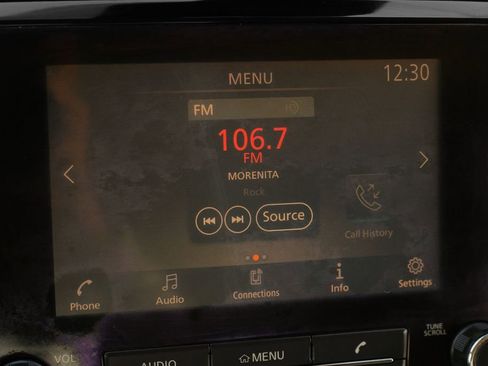 MENU
12:30
FM
106.7
FM
MORENITA
Rock
Source
Call History
Phone
Audio
Connections
Info
Settings
VOL
AUDIO
MENU
TUNE
SCROLL